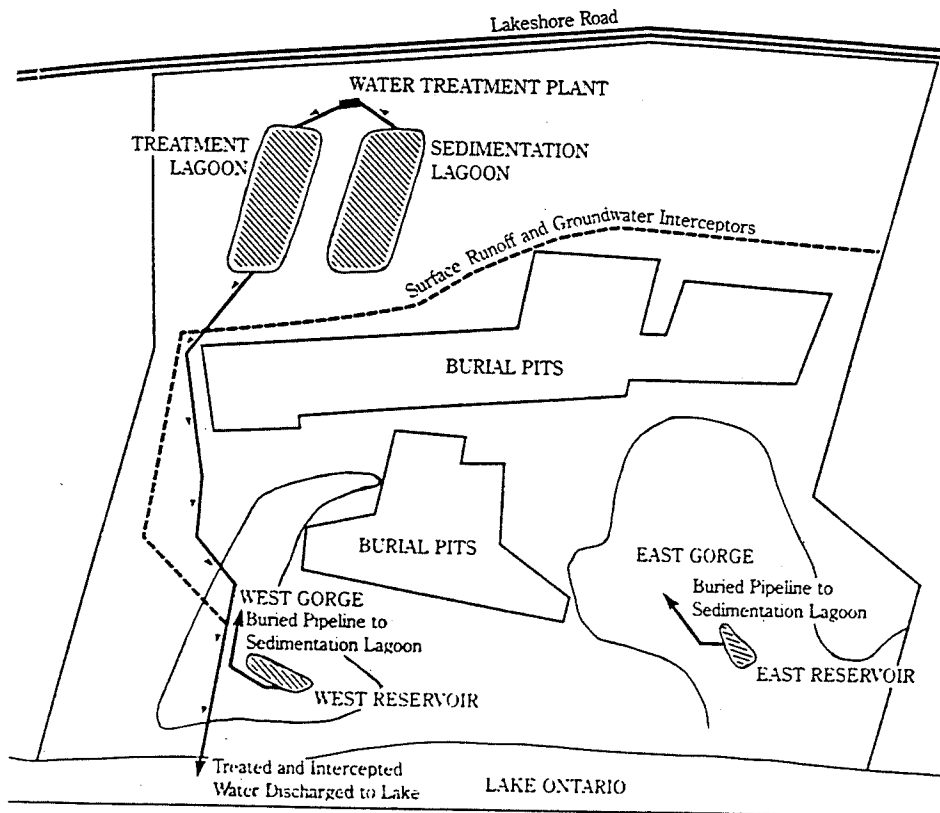 Lakeshore Road
WATER TREATMENT PLANT
TREATMENT
LAGOON
SEDIMENTATION
LAGOON
Surface Runoff and Groundwater Interceptors
BURIAL PITS
BURIAL PITS
EAST GORGE
Buried Pipeline to
Sedimentation Lagoon
EAST RESERVOIR
WEST GORGE
Buried Pipeline to
Sedimentation Lagoon
WEST RESERVOIR
Treated and Intercepted
Water Discharged to Lake
LAKE ONTARIO